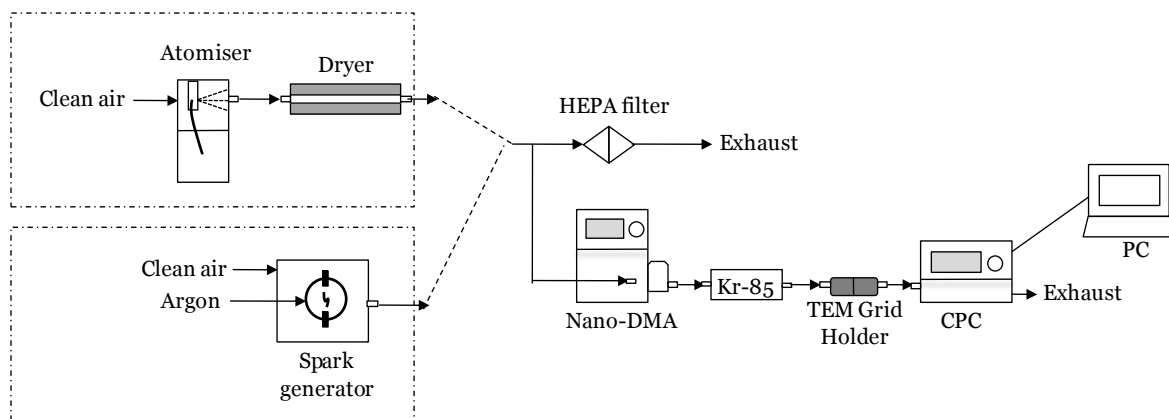 Atomiser
Dryer
Clean air
HEPA filter
Exhaust
Clean air
Argon
Spark
generator
Nano-DMA
Kr-85
TEM Grid
Holder
CPC
Exhaust
PC